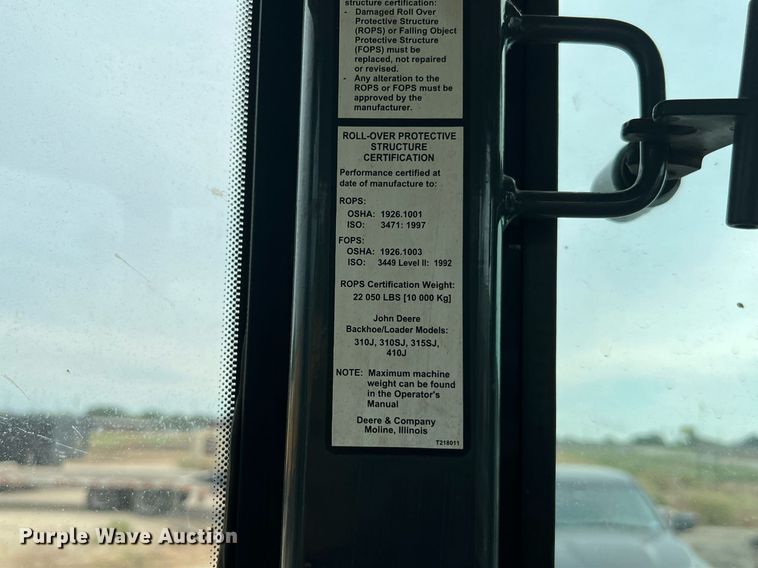 structure certification:
- Damaged Roll Over
Protective Structure
(ROPS) or Falling Object
Protective Structure
(FOPS) must be
replaced, not repaired
or revised.
- Any alteration to the
ROPS or FOPS must be
approved by the
manufacturer.
ROLL-OVER PROTECTIVE
STRUCTURE
CERTIFICATION
Performance certified at
date of manufacture to:
ROPS:
OSHA: 1926.1001
ISO: 3471: 1997
FOPS:
OSHA: 1926.1003
ISO: 3449 Level II: 1992
ROPS Certification Weight:
22 050 LBS [10 000 Kg]
John Deere
Backhoe/Loader Models:
310J, 310SJ, 315SJ,
410J
NOTE: Maximum machine
weight can be found
in the Operator's
Manual
Deere & Company
Moline, Illinois
T218011
Purple Wave Auction